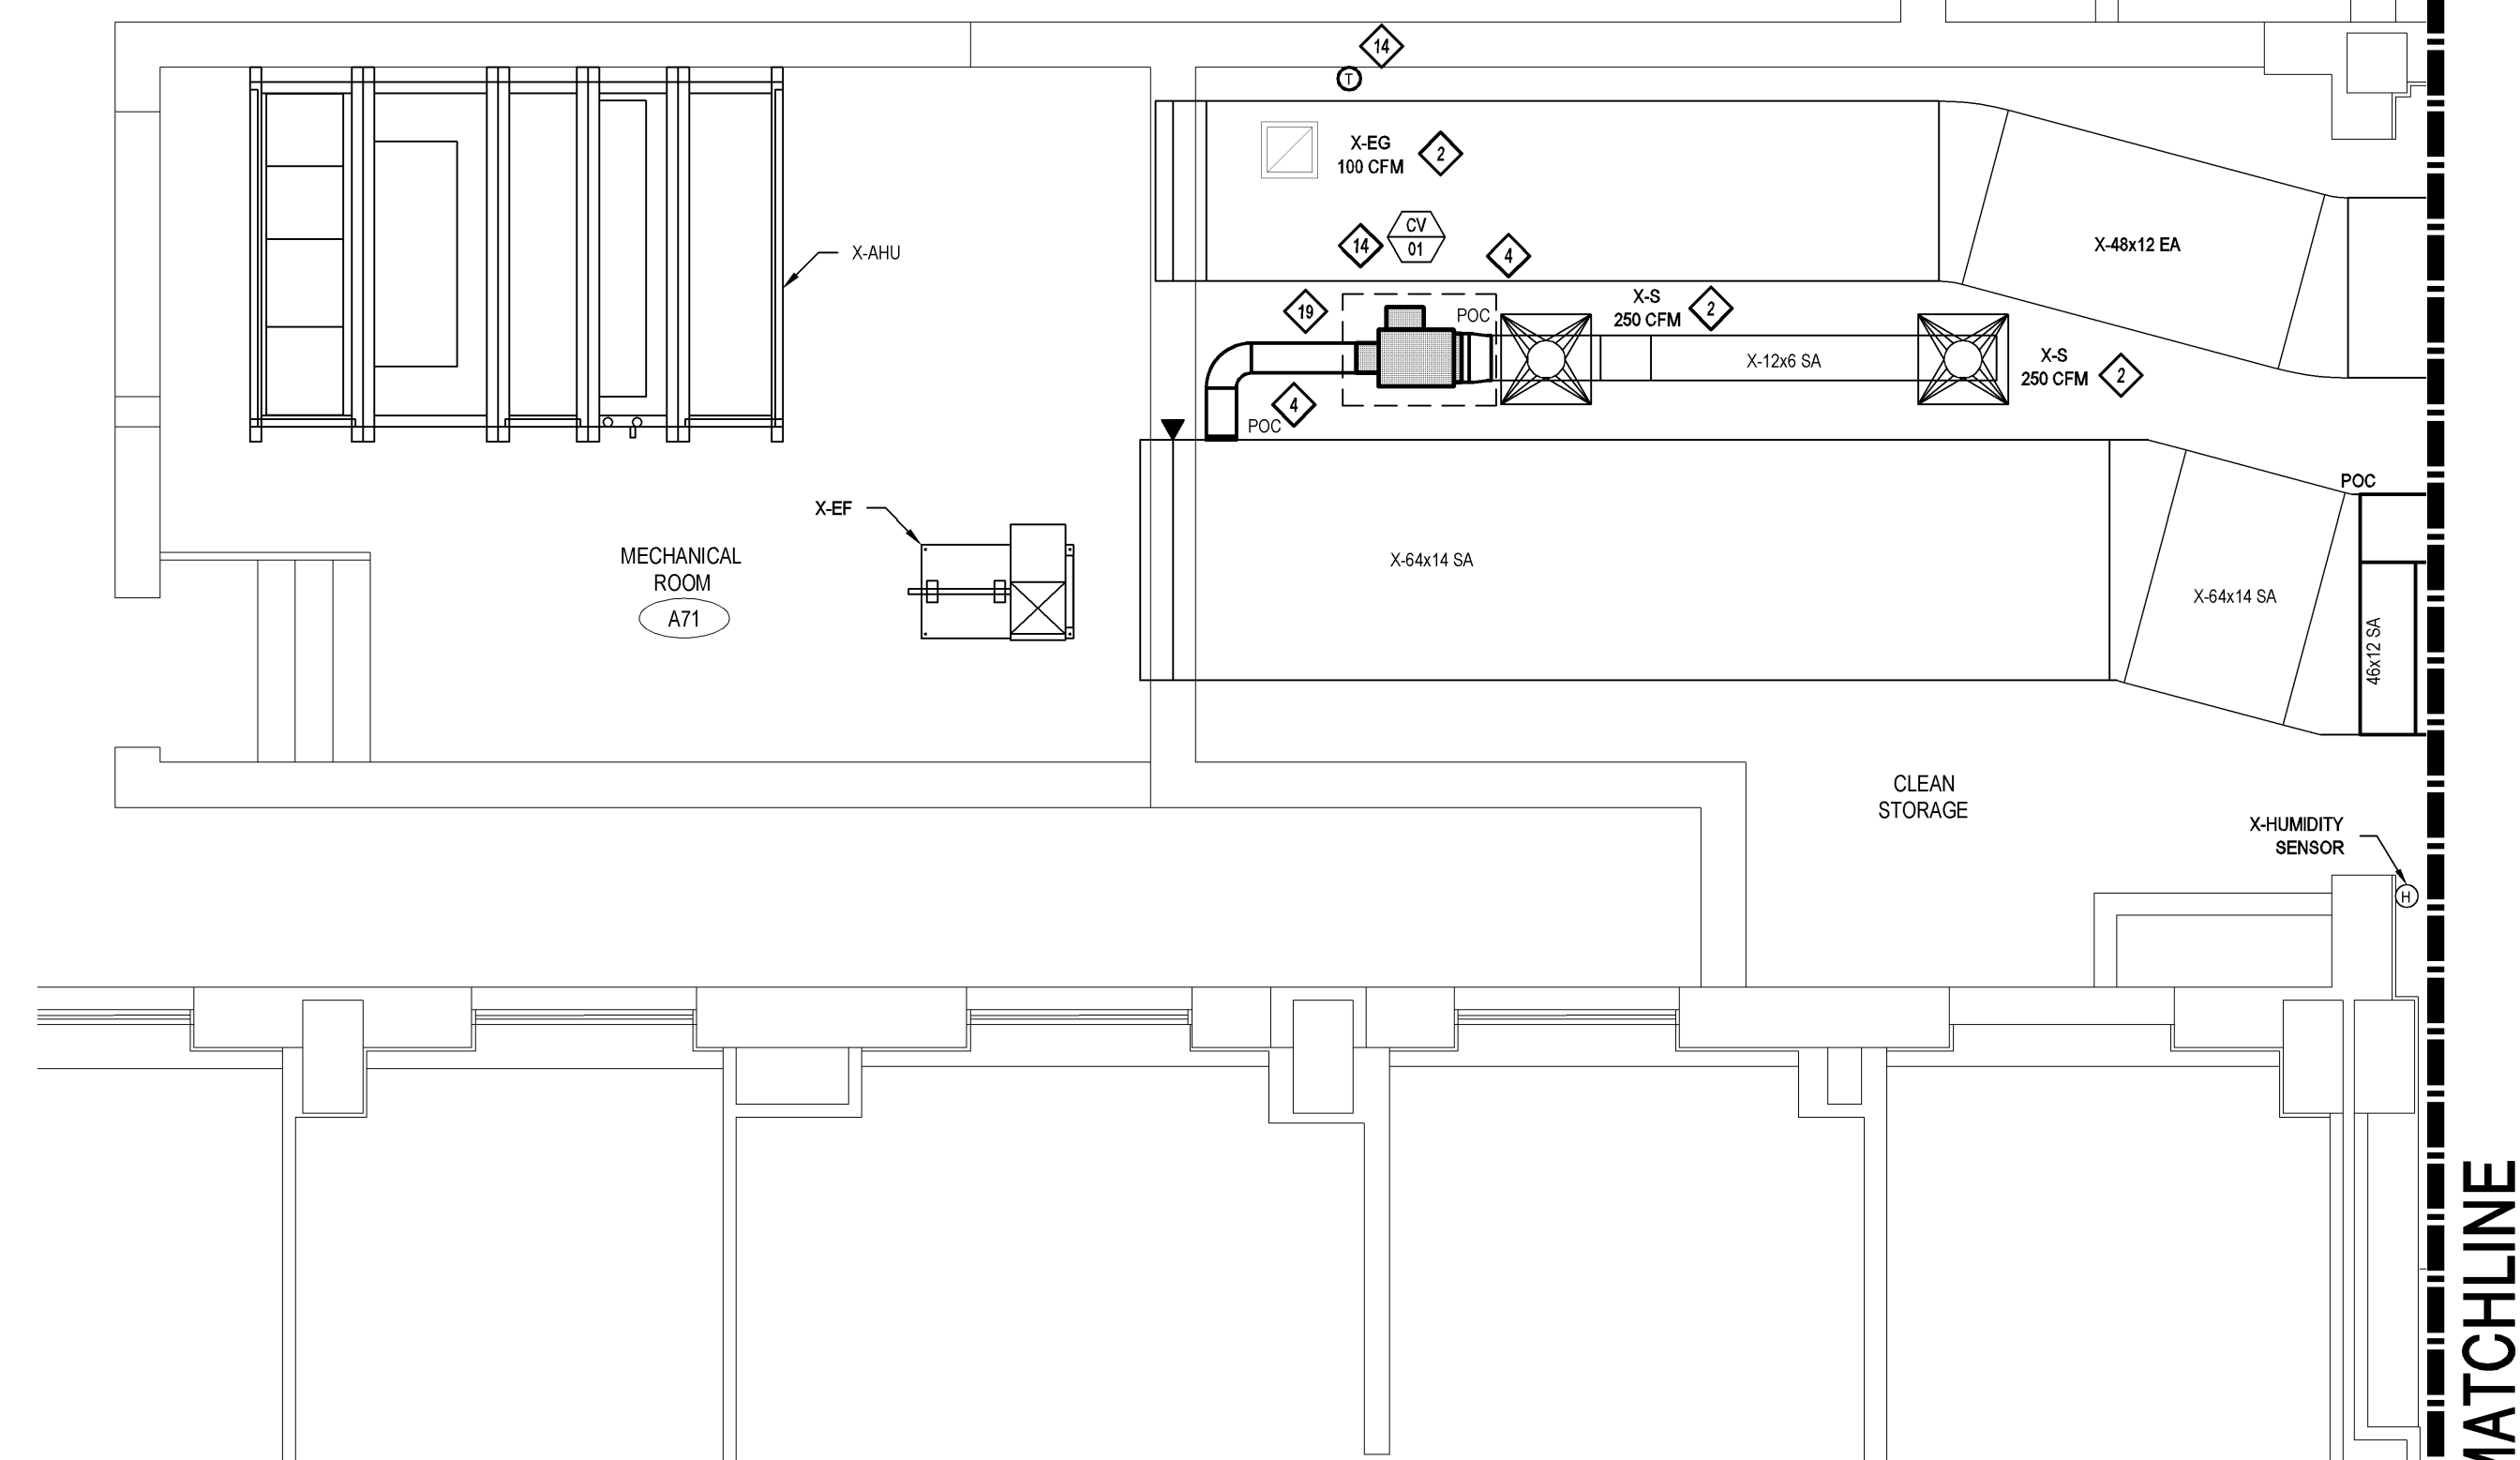 14
T
X-EG
100 CFM
2
CV
01
14
4
X-48x12 EA
X-AHU
19
POC
X-S
250 CFM
2
X-12x6 SA
X-S
250 CFM
2
4
POC
X-EF
POC
MECHANICAL
ROOM
A71
X-64x14 SA
X-64x14 SA
46x12 SA
CLEAN
STORAGE
X-HUMIDITY
SENSOR
H
MATCHLINE